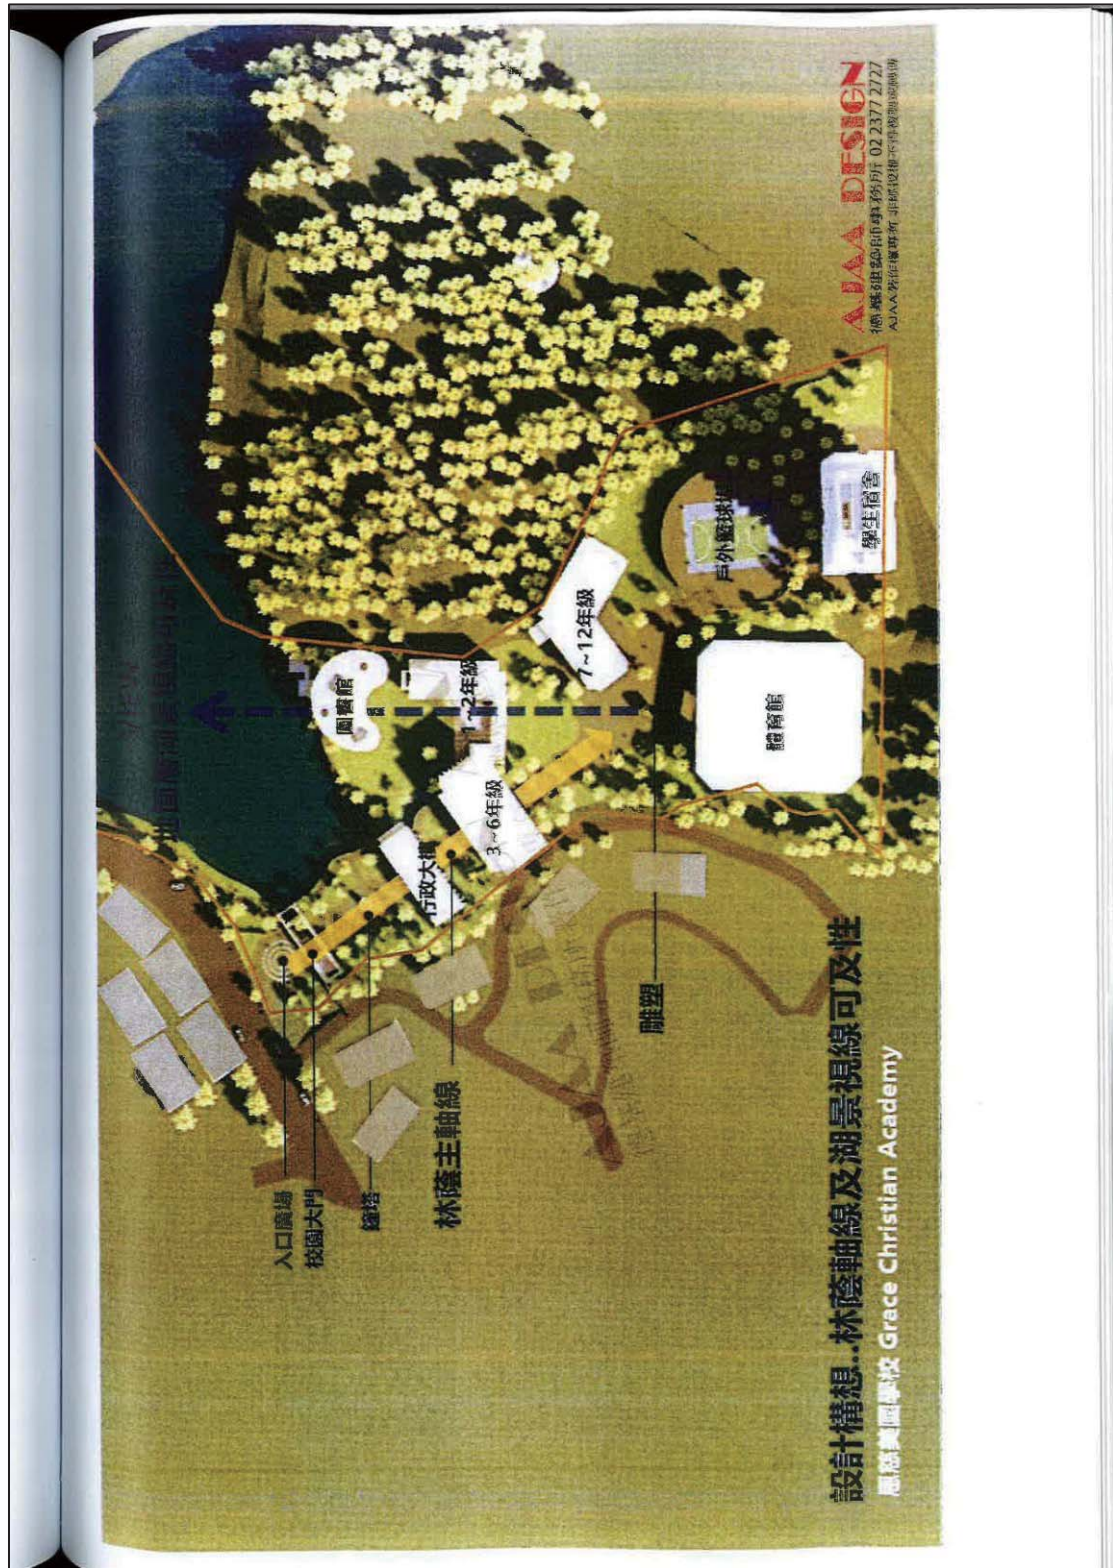 入口廣場
校園大門
圖書館
鐘塔
行政大
林蔭主軸線
1~2年級
3~6年級
7~12年級
雕塑
戶外籃球
體育館
設計構想...林蔭軸線及湖景視線可及性
AJAA DESIGN
02 2377 2727
學生宿舍
恩慈美國學校 Grace Christian Academy